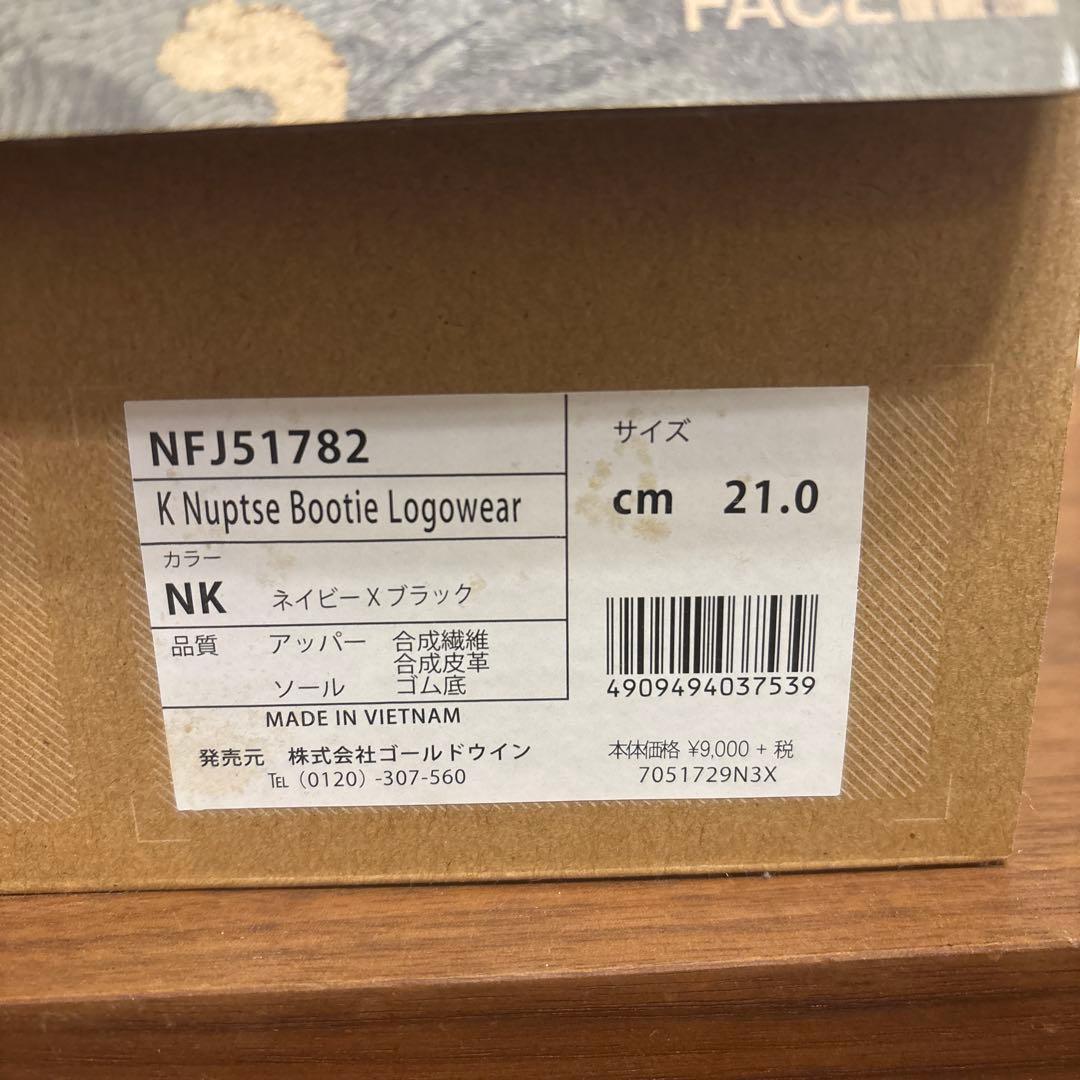 FACE
NFJ51782
K Nuptse Bootie Logowear
カラー
NK ネイビー X ブラック
品質 アッパー 合成繊維
合成皮革
ソール ゴム底
MADE IN VIETNAM
発売元 株式会社ゴールドウイン
TEL (0120) -307-560
サイズ
cm 21.0
4909494037539
本体価格 ¥9,000 + 税
7051729N3X